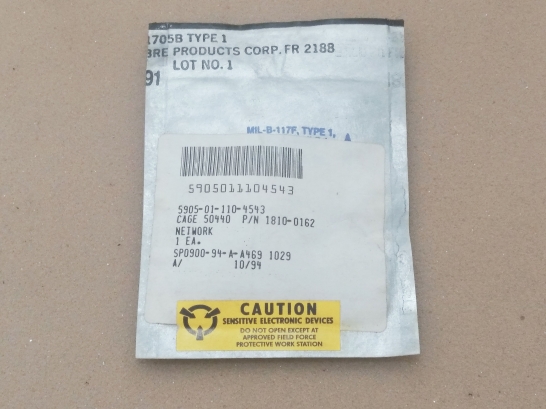 1705B TYPE 1
BRE PRODUCTS CORP. FR 2188
LOT NO. 1
91
MIL-B-117F, TYPE 1,
A
5905011104543
5905-01-110-4543
CAGE 50440 P/N 1810-0162
NETWORK
1 EA.
SP0900-94-A-A469 1029
A/ 10/94
CAUTION
SENSITIVE ELECTRONIC DEVICES
DO NOT OPEN EXCEPT AT
APPROVED FIELD FORCE
PROTECTIVE WORK STATION